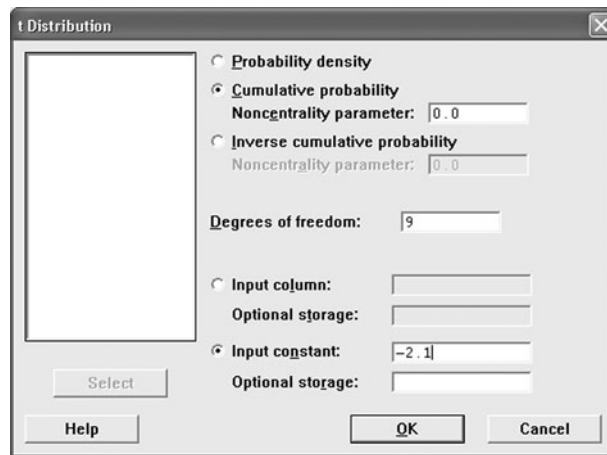 t Distribution
Probability density
Cumulative probability
Noncentrality parameter: 0.0
Inverse cumulative probability
Noncentrality parameter: 0.0
Degrees of freedom: 9
Input column:
Optional storage:
Input constant: -2.1
Optional storage:
Select
Help OK Cancel